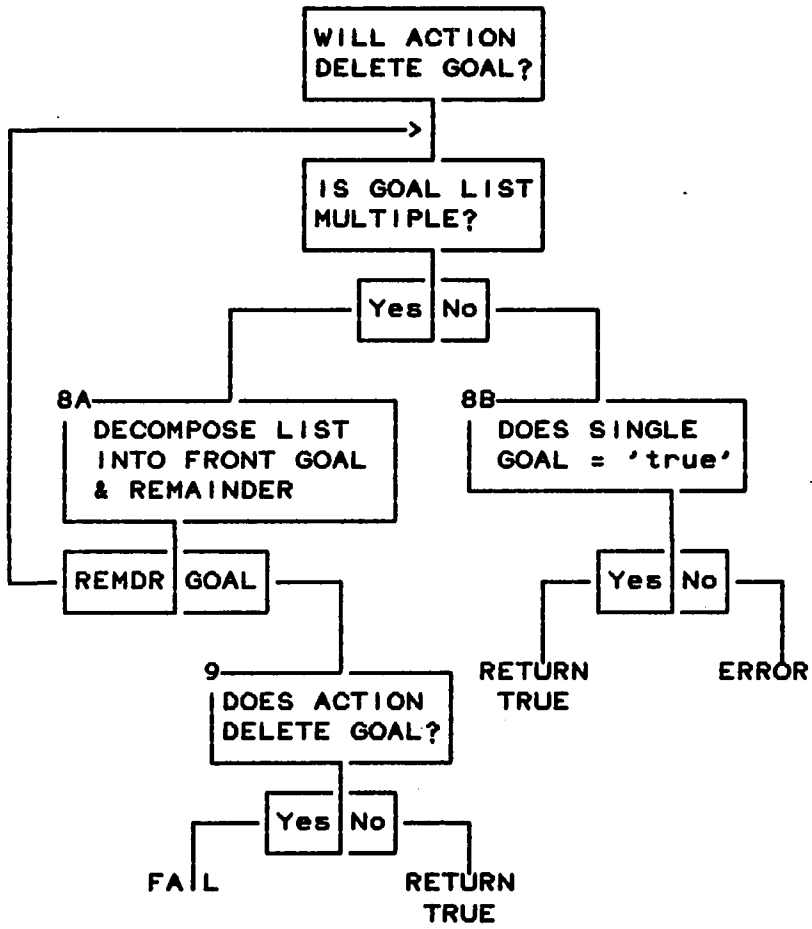 WILL ACTION
DELETE GOAL?
>
IS GOAL LIST
MULTIPLE?
Yes No
8A
DECOMPOSE LIST
INTO FRONT GOAL
& REMAINDER
8B
DOES SINGLE
GOAL = 'true'
REMDR GOAL
Yes No
9
DOES ACTION
DELETE GOAL?
RETURN
TRUE
ERROR
Yes No
FAIL
RETURN
TRUE